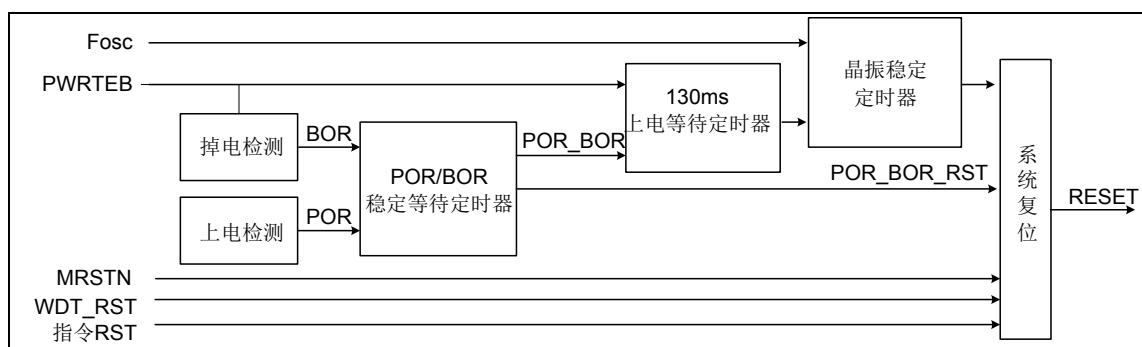 Fosc
PWRTEB
掉电检测
BOR
上电检测
POR
POR/BOR
稳定等待定时器
POR_BOR
130ms
上电等待定时器
晶振稳定
定时器
POR_BOR_RST
系统复位
RESET
MRSTN
WDT_RST
指令RST